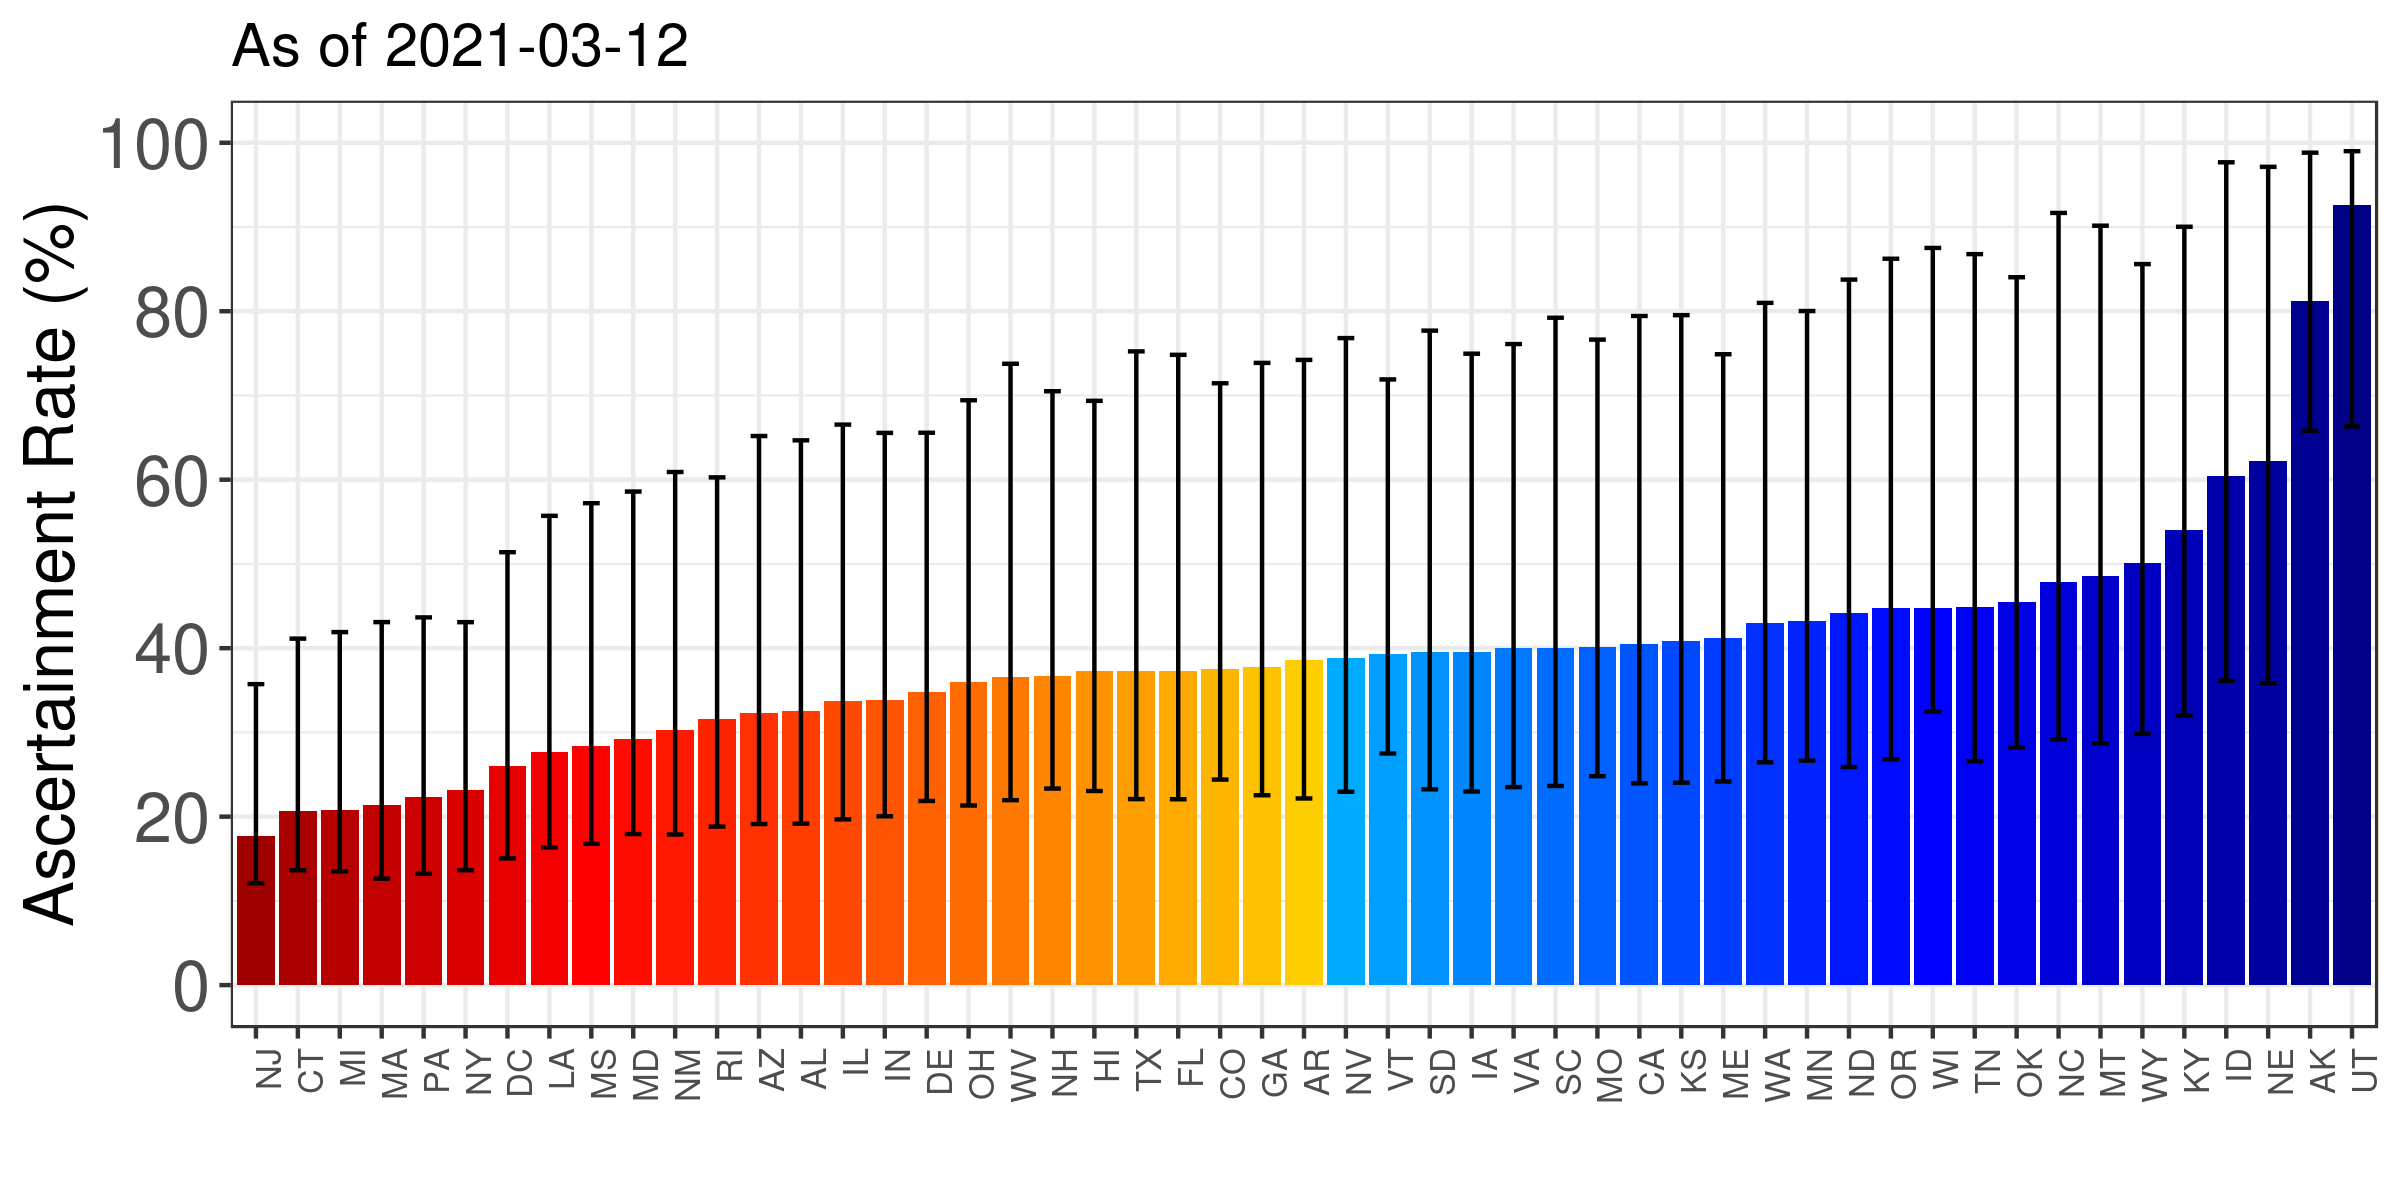 As of 2021-03-12
Ascertainment Rate (%)
100
80
60
40
20
0
NJ CT MI MA PA NY DC LA MS MD NM RI AZ AL IL IN DE OH WV NH HI TX FL CO GA AR NV VT SD IA VA SC MO CA KS ME WA MN ND OR WI TN OK NC MT WY KY ID NE AK UT